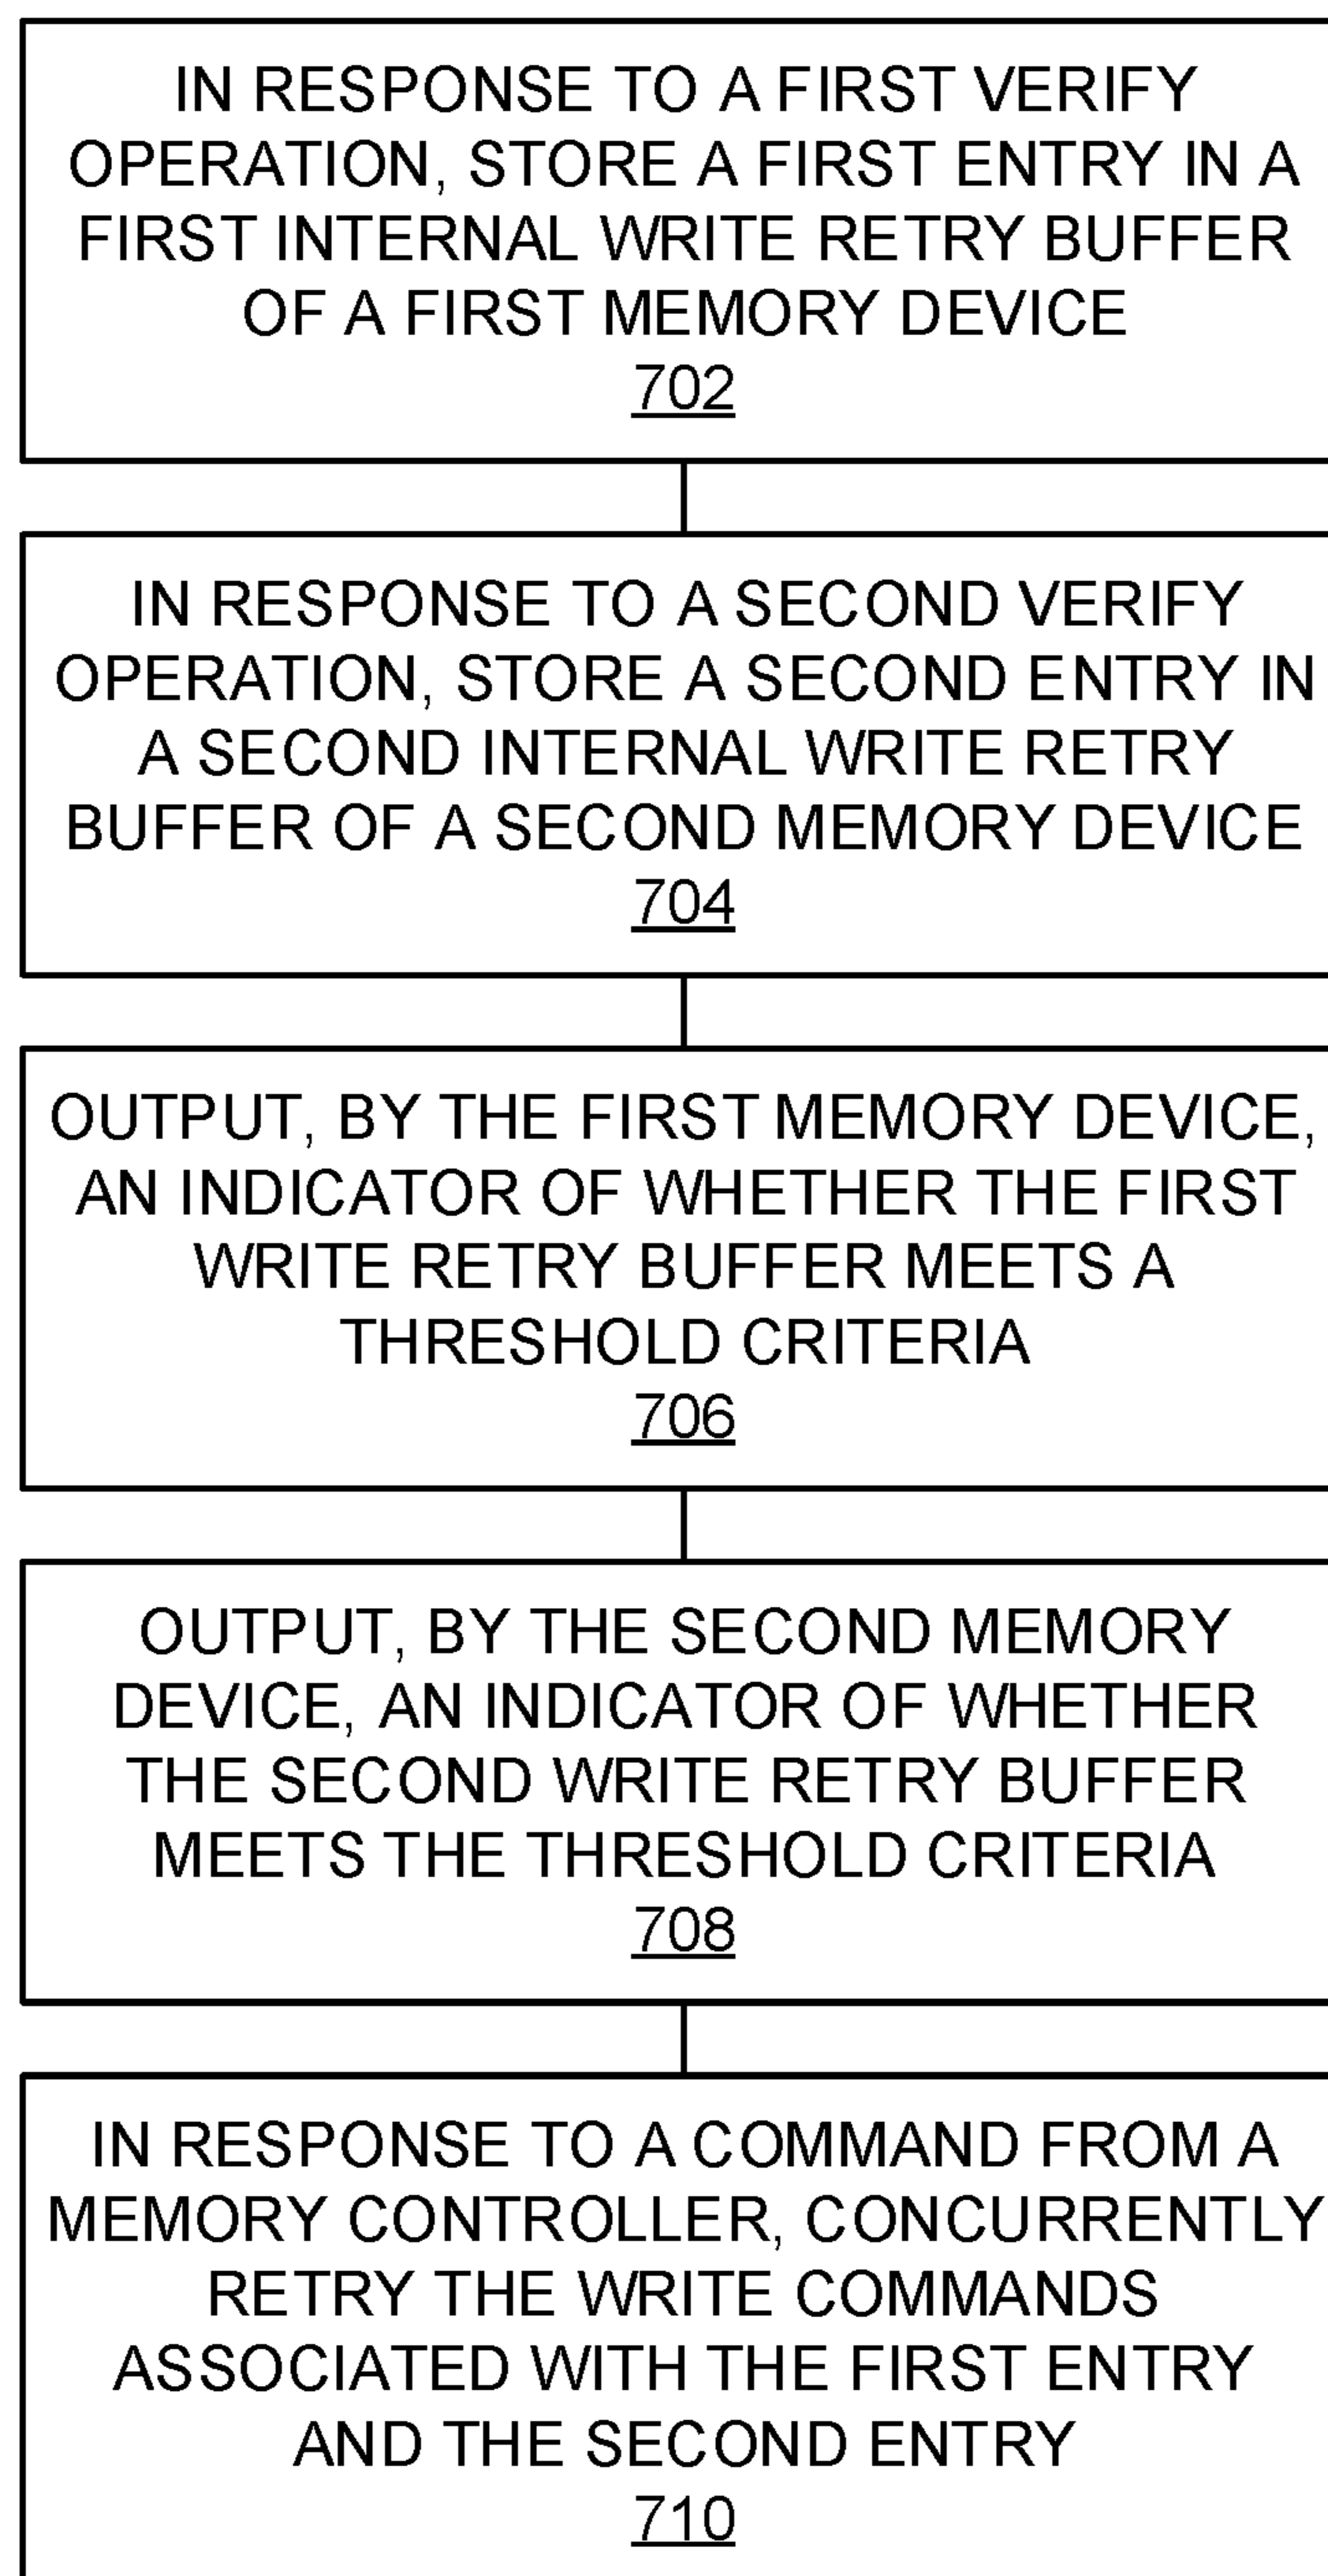 IN RESPONSE TO A FIRST VERIFY
OPERATION, STORE A FIRST ENTRY IN A
FIRST INTERNAL WRITE RETRY BUFFER
OF A FIRST MEMORY DEVICE
702
IN RESPONSE TO A SECOND VERIFY
OPERATION, STORE A SECOND ENTRY IN
A SECOND INTERNAL WRITE RETRY
BUFFER OF A SECOND MEMORY DEVICE
704
OUTPUT, BY THE FIRST MEMORY DEVICE,
AN INDICATOR OF WHETHER THE FIRST
WRITE RETRY BUFFER MEETS A
THRESHOLD CRITERIA
706
OUTPUT, BY THE SECOND MEMORY
DEVICE, AN INDICATOR OF WHETHER
THE SECOND WRITE RETRY BUFFER
MEETS THE THRESHOLD CRITERIA
708
IN RESPONSE TO A COMMAND FROM A
MEMORY CONTROLLER, CONCURRENTLY
RETRY THE WRITE COMMANDS
ASSOCIATED WITH THE FIRST ENTRY
AND THE SECOND ENTRY
710